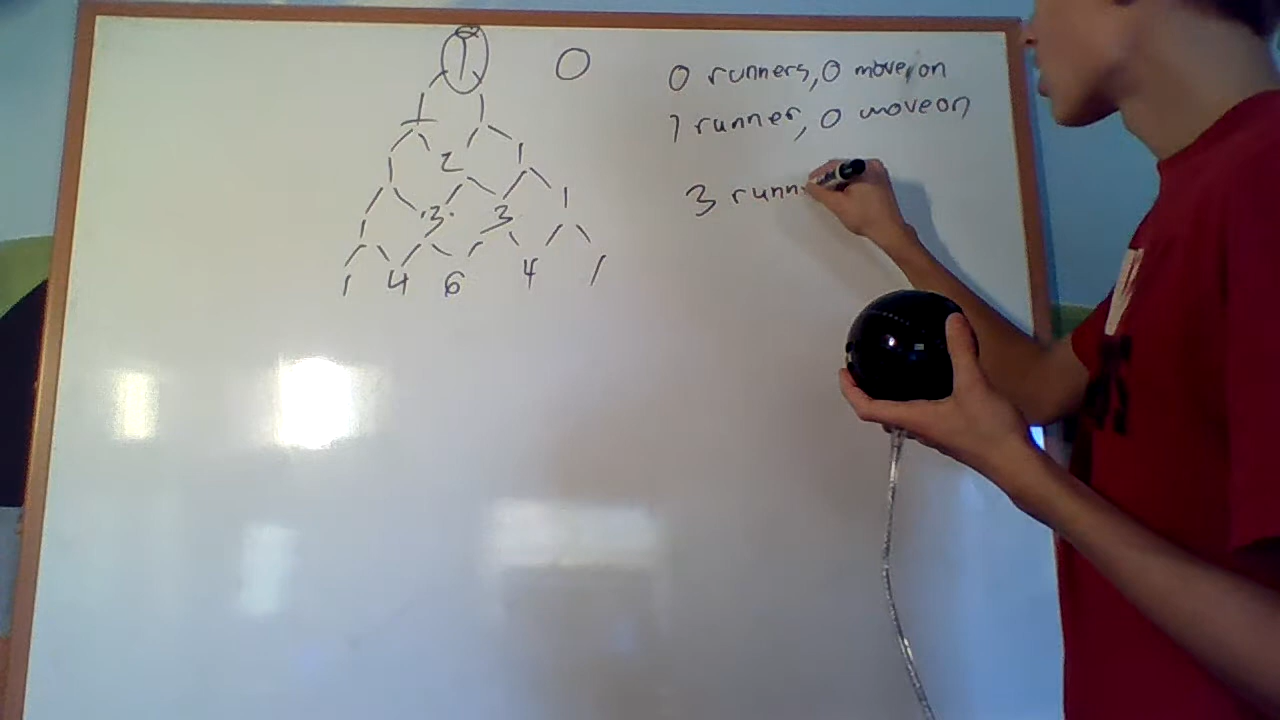 1 0
1 1
1 2 1
1 3 3 1
1 4 6 4 1
0 runners, 0 move on
1 runner, 0 move on
3 runn